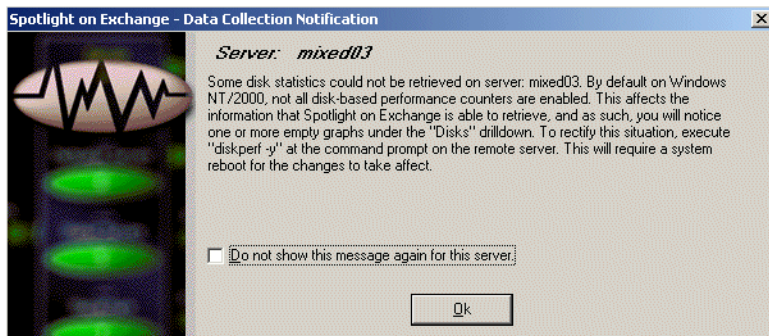 Spotlight on Exchange - Data Collection Notification
Server: mixed03
Some disk statistics could not be retrieved on server: mixed03. By default on Windows
NT/2000, not all disk-based performance counters are enabled. This affects the
information that Spotlight on Exchange is able to retrieve, and as such, you will notice
one or more empty graphs under the "Disks" drilldown. To rectify this situation, execute
"diskperf -y" at the command prompt on the remote server. This will require a system
reboot for the changes to take affect.
Do not show this message again for this server.
Ok